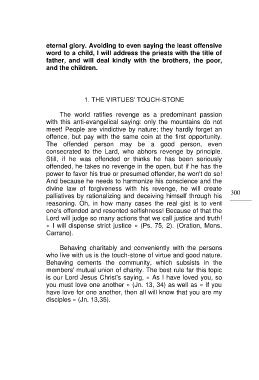 eternal glory. Avoiding to even saying the least offensive
word to a child, I will address the priests with the title of
father, and will deal kindly with the brothers, the poor,
and the children.
1. THE VIRTUES' TOUCH-STONE
The world ratifies revenge as a predominant passion
with this anti-evangelical saying: only the mountains do not
meet! People are vindictive by nature; they hardly forget an
offence, but pay with the same coin at the first opportunity.
The offended person may be a good person, even
consecrated to the Lord, who abhors revenge by principle.
Still, if he was offended or thinks he has been seriously
offended, he takes no revenge in the open, but if he has the
power to favor his true or presumed offender, he won't do so!
And because he needs to harmonize his conscience and the
divine law of forgiveness with his revenge, he will create
palliatives by rationalizing and deceiving himself through his
reasoning. Oh, in how many cases the real gist is to vent
one's offended and resented selfishness! Because of that the
Lord will judge so many actions that we call justice and truth!
« I will dispense strict justice » (Ps. 75, 2). (Oration, Mons.
Carrano).
300
Behaving charitably and conveniently with the persons
who live with us is the touch-stone of virtue and good nature.
Behaving cements the community, which subsists in the
members' mutual union of charity. The best rule far this topic
is our Lord Jesus Christ's saying, « As I have loved you, so
you must love one another » (Jn. 13, 34) as well as « If you
have love for one another, then all will know that you are my
disciples » (Jn, 13,35).